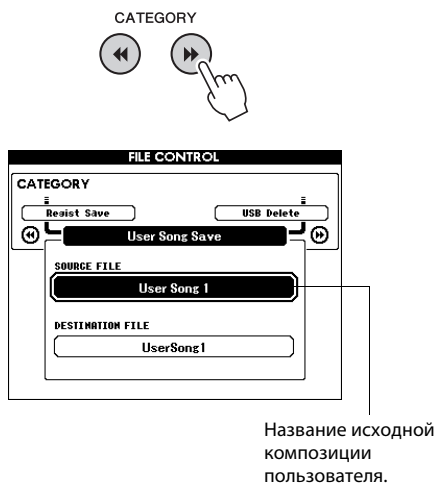 CATEGORY
FILE CONTROL
CATEGORY
Regist Save
USB Delete
User Song Save
SOURCE FILE
User Song 1
DESTINATION FILE
UserSong1
Название исходной
композиции
пользователя.